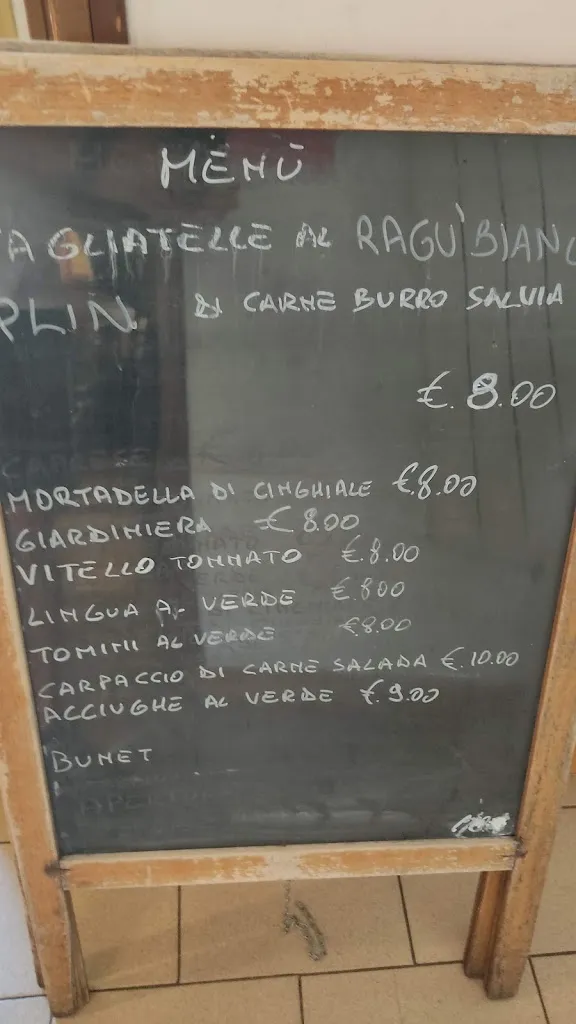 MENÙ
TAGLIATELLE AL RAGU' BIANC
PLIN DI CARNE BURRO SALVIA
€. 8.00
MORTADELLA DI CINGHIALE €.8.00
GIARDINIERA € 8.00
VITELLO TONNATO €.8.00
LINGUA AL VERDE €.8.00
TOMINI AL VERDE €8.00
CARPACCIO DI CARNE SALADA €.10.00
ACCIUGHE AL VERDE €.9.00
BUNET